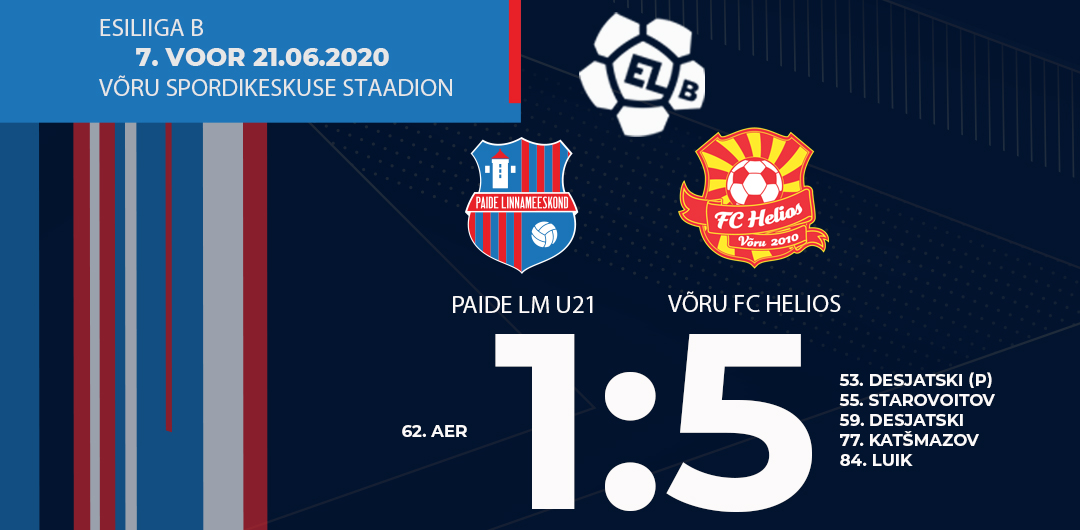 ESILIIGA B
7. VOOR 21.06.2020
VÕRU SPORDIKESKUSE STAADION
EL
B
PAIDE LINNAMEESKOND
FC Helios
Võru 2010
PAIDE LM U21
VÕRU FC HELIOS
1:5
62. AER
53. DESJATSKI (P)
55. STAROVOITOV
59. DESJATSKI
77. KATŠMAZOV
84. LUIK